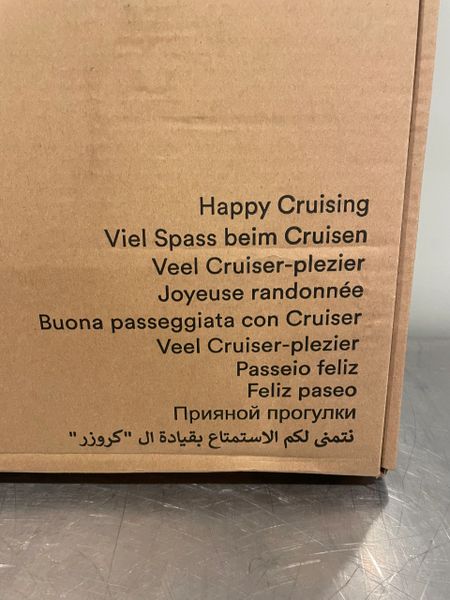 Happy Cruising
Viel Spass beim Cruisen
Veel Cruiser-plezier
Joyeuse randonnée
Buona passeggiata con Cruiser
Veel Cruiser-plezier
Passeio feliz
Feliz paseo
Прияной прогулки
نتمنى لكم الاستمتاع بقيادة ال "كروزر"